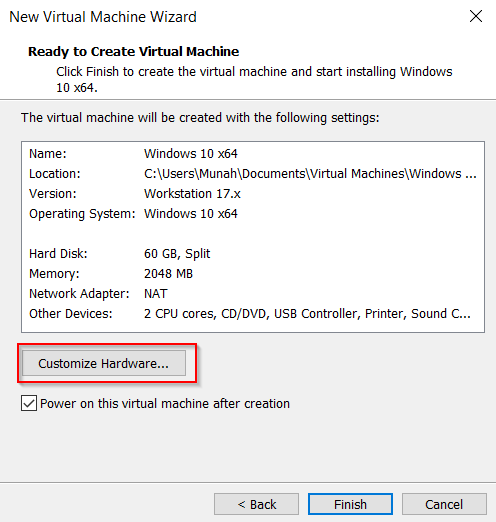 New Virtual Machine Wizard
Ready to Create Virtual Machine
Click Finish to create the virtual machine and start installing Windows
10 x64.
The virtual machine will be created with the following settings:
Name: Windows 10 x64
Location: C:\Users\Munah\Documents\Virtual Machines\Windows ...
Version: Workstation 17.x
Operating System: Windows 10 x64
Hard Disk: 60 GB, Split
Memory: 2048 MB
Network Adapter: NAT
Other Devices: 2 CPU cores, CD/DVD, USB Controller, Printer, Sound C...
Customize Hardware...
Power on this virtual machine after creation
< Back Finish Cancel